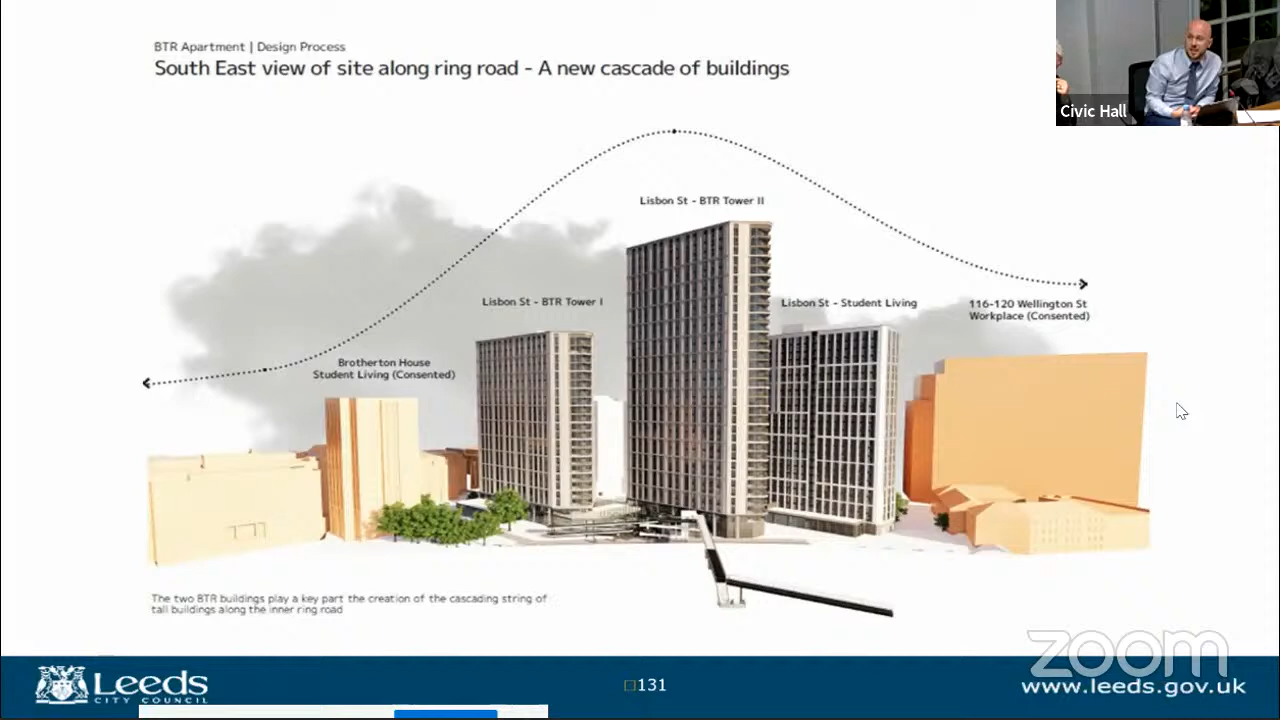 BTR Apartment | Design Process
South East view of site along ring road - A new cascade of buildings
Civic Hall
Lisbon St - BTR Tower II
Lisbon St - BTR Tower I
Lisbon St - Student Living
116-120 Wellington St
Workplace (Consented)
Brotherton House
Student Living (Consented)
The two BTR buildings play a key part the creation of the cascading string of
tall buildings along the inner ring road
zoom
Leeds
CITY COUNCIL
131
www.leeds.gov.uk